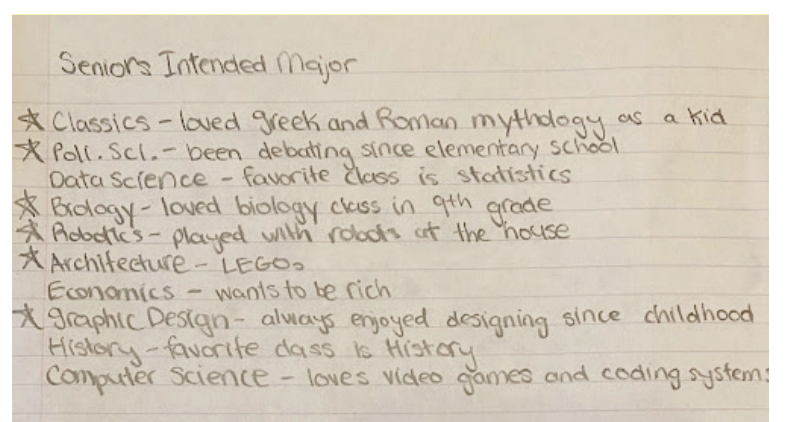 Seniors Intended Major
☆ Classics - loved greek and Roman mythology as a kid
☆ Poli. Sci. - been debating since elementary school
Data Science - favorite class is statistics
☆ Biology - loved biology class in 9th grade
☆ Robotics - played with robots at the house
☆ Architecture - LEGOs
Economics - wants to be rich
☆ graphic Design - always enjoyed designing since childhood
History - favorite class is History
Computer Science - loves video games and coding systems